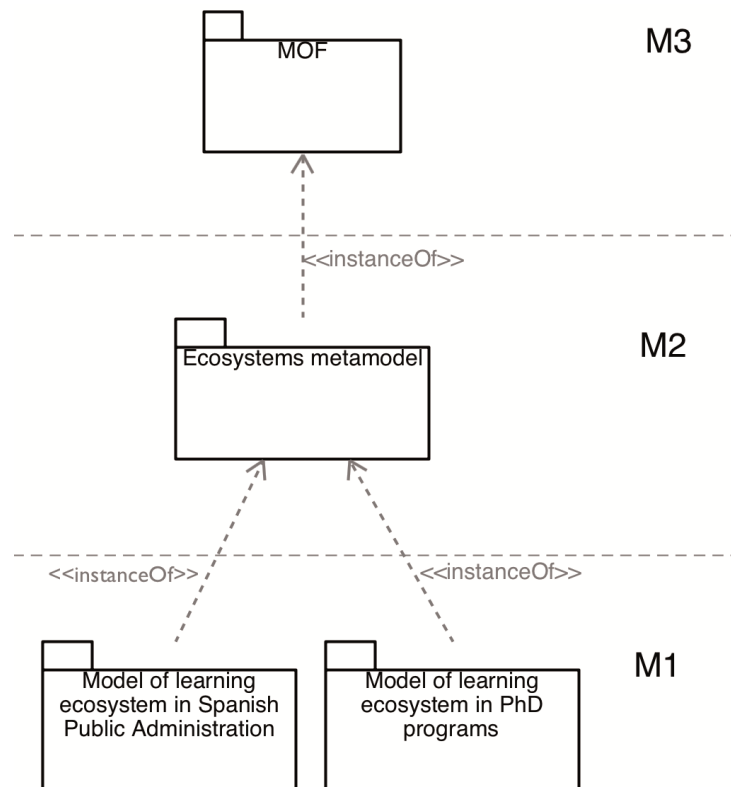 MOF
M3
<<instanceOf>>
M2
Ecosystems metamodel
<<instanceOf>>
<<instanceOf>>
M1
Model of learning
ecosystem in Spanish
Public Administration
Model of learning
ecosystem in PhD
programs